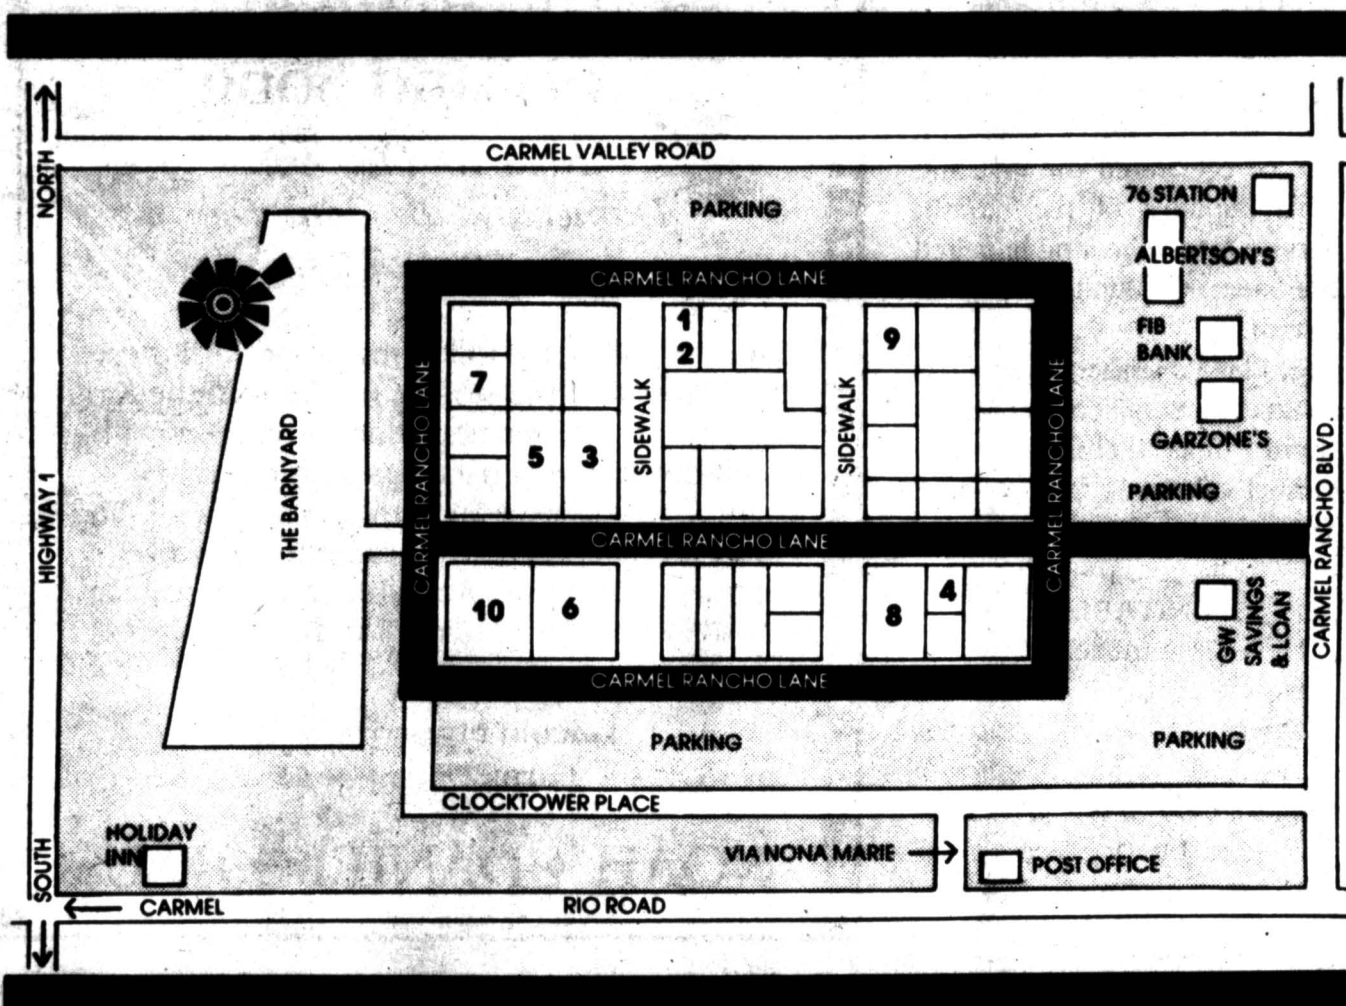 CARMEL VALLEY ROAD
NORTH
HIGHWAY 1
SOUTH
76 STATION
PARKING
ALBERTSON'S
CARMEL RANCHO LANE
FIB
BANK
GARZONE'S
PARKING
CARMEL RANCHO BLVD.
THE BARNYARD
CARMEL RANCHO LANE
7
5
3
SIDEWALK
1
2
SIDEWALK
9
CARMEL RANCHO LANE
CARMEL RANCHO LANE
10
6
8
4
GW
SAVINGS
& LOAN
CARMEL RANCHO LANE
PARKING
PARKING
CLOCKTOWER PLACE
HOLIDAY
INN
VIA NONA MARIE
POST OFFICE
CARMEL
RIO ROAD